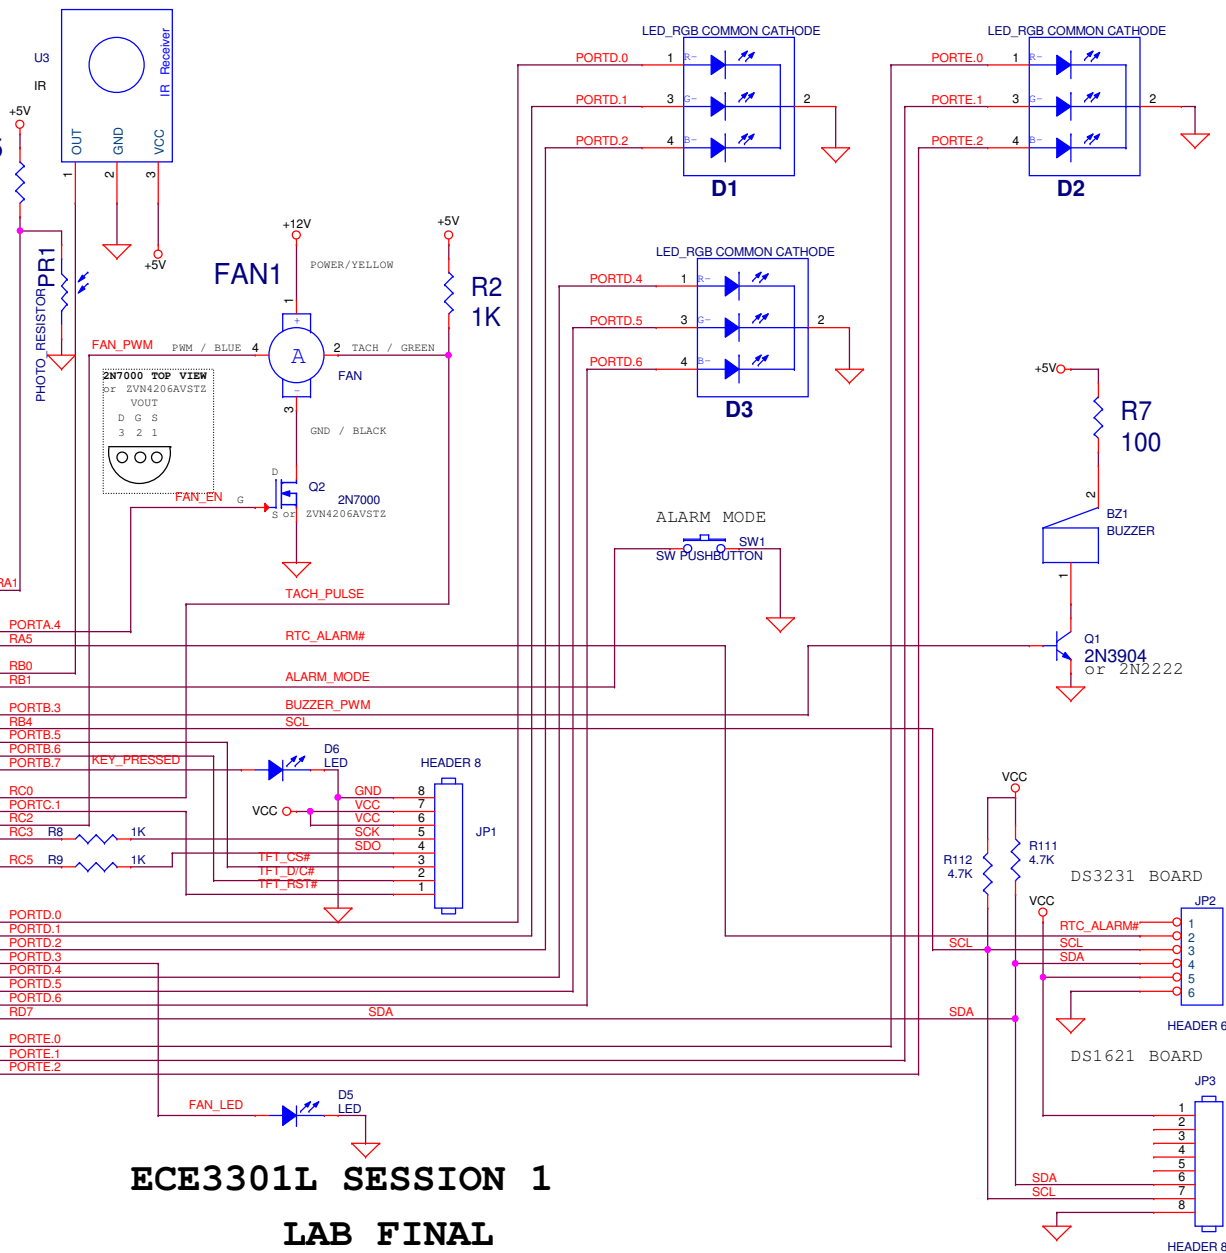 U3
IR
IR Receiver
OUT
GND
VCC
1
2
3
+5V
+5V
PR1
PHOTO_RESISTOR
LED_RGB COMMON CATHODE
PORTD.0
1
R-
PORTD.1
3
G-
2
PORTD.2
4
B-
D1
LED_RGB COMMON CATHODE
PORTE.0
1
R-
PORTE.1
3
G-
2
PORTE.2
4
B-
D2
LED_RGB COMMON CATHODE
PORTD.4
1
R-
PORTD.5
3
G-
2
PORTD.6
4
B-
D3
+12V
POWER/YELLOW
FAN1
1
+
FAN_PWM
PWM / BLUE
4
A
2
TACH / GREEN
FAN
-
3
GND / BLACK
+5V
R2
1K
2N7000 TOP VIEW
or ZVN4206AVSTZ
VOUT
D G S
3 2 1
FAN_EN
G
D
S
Q2
2N7000
or ZVN4206AVSTZ
+5V
R7
100
2
BZ1
BUZZER
1
Q1
2N3904
or 2N2222
ALARM MODE
SW1
SW PUSHBUTTON
RA1
TACH_PULSE
PORTA.4
RA5
RTC_ALARM#
RB0
RB1
ALARM_MODE
PORTB.3
BUZZER_PWM
RB4
SCL
PORTB.5
PORTB.6
PORTB.7
KEY_PRESSED
D6
LED
HEADER 8
RC0
PORTC.1
RC2
RC3
R8
1K
RC5
R9
1K
VCC
GND
8
VCC
7
VCC
6
SCK
5
SDO
4
TFT_CS#
3
TFT_D/C#
2
TFT_RST#
1
JP1
PORTD.0
PORTD.1
PORTD.2
PORTD.3
PORTD.4
PORTD.5
PORTD.6
RD7
SDA
SDA
PORTE.0
PORTE.1
PORTE.2
VCC
R112
4.7K
R111
4.7K
DS3231 BOARD
VCC
JP2
RTC_ALARM#
SCL
SCL
SDA
1
2
3
4
5
6
HEADER 6
DS1621 BOARD
JP3
1
2
3
4
5
6
7
8
SDA
SCL
HEADER 8
FAN_LED
D5
LED
ECE3301L SESSION 1
LAB FINAL